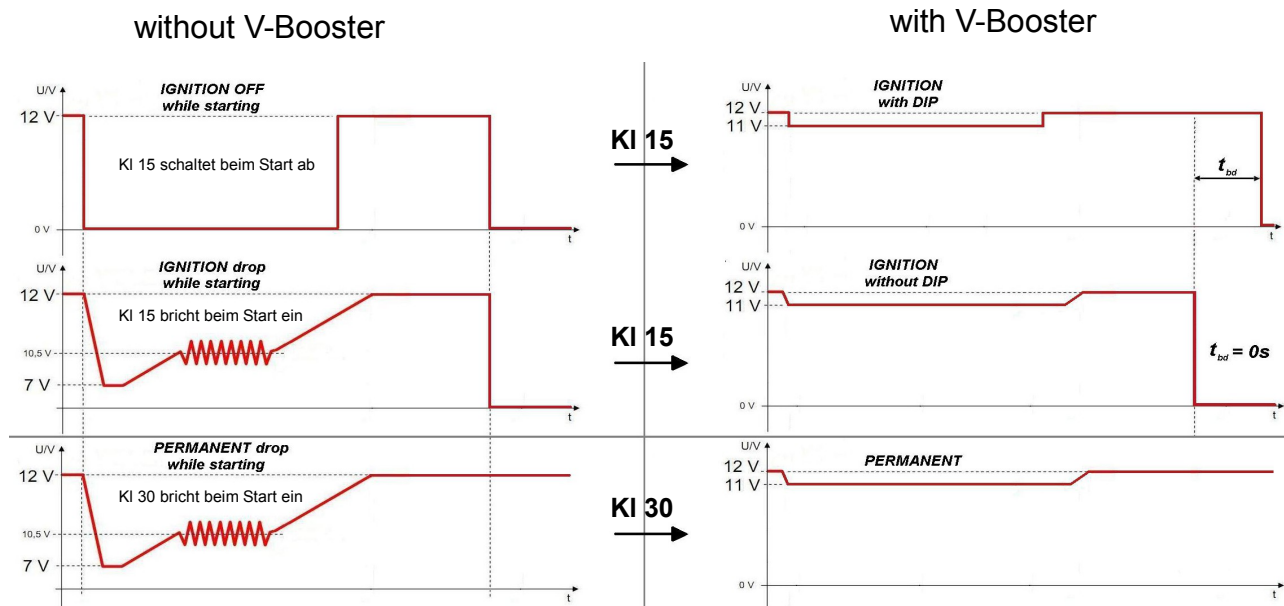 without V-Booster
with V-Booster
U/V
IGNITION OFF
while starting
12 V
Kl 15 schaltet beim Start ab
0 V
t
Kl 15
U/V
IGNITION
with DIP
12 V
11 V
t bd
0 V
t
U/V
IGNITION drop
while starting
12 V
Kl 15 bricht beim Start ein
10,5 V
7 V
t
Kl 15
U/V
IGNITION
without DIP
12 V
11 V
t bd = 0s
0 V
t
U/V
PERMANENT drop
while starting
12 V
Kl 30 bricht beim Start ein
10,5 V
7 V
t
Kl 30
U/V
PERMANENT
12 V
11 V
0 V
t